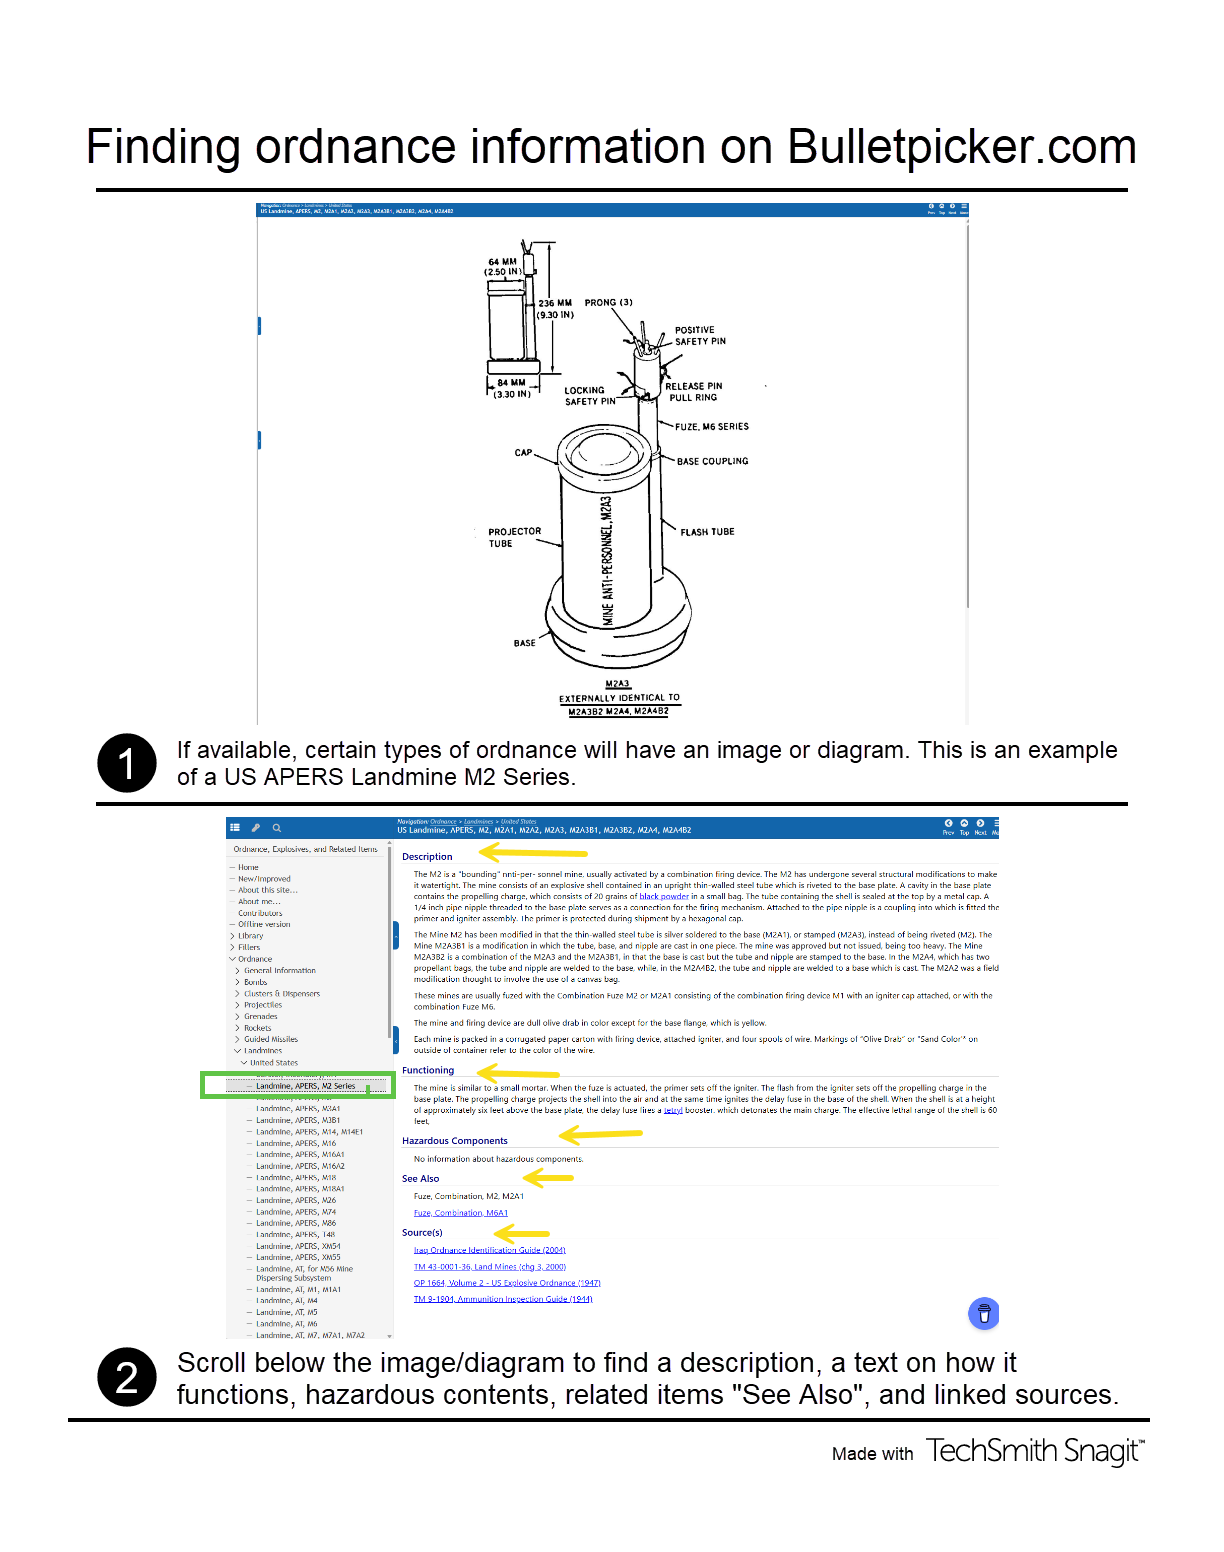 Finding ordnance information on Bulletpicker.com
Navigation: Ordnance > Landmines > United States
US Landmine, APERS, M2, M2A1, M2A2, M2A3, M2A3B1, M2A3B2, M2A4, M2A4B2
Prev Top Next
64 MM
(2.50 IN)
236 MM
(9.30 IN)
84 MM
(3.30 IN)
PRONG (3)
POSITIVE
SAFETY PIN
LOCKING
SAFETY PIN
RELEASE PIN
PULL RING
FUZE, M6 SERIES
CAP
BASE COUPLING
PROJECTOR
TUBE
FLASH TUBE
MINE ANTI-PERSONNEL, M2A3
BASE
M2A3
EXTERNALLY IDENTICAL TO
M2A3B2 M2A4, M2A4B2
1
If available, certain types of ordnance will have an image or diagram. This is an example
of a US APERS Landmine M2 Series.
Navigation: Ordnance > Landmines > United States
US Landmine, APERS, M2, M2A1, M2A2, M2A3, M2A3B1, M2A3B2, M2A4, M2A4B2
Prev Top Next
Ordnance, Explosives, and Related Items
Home
New/Improved
About this site...
About me...
Contributors
Offline version
Library
Fillers
Ordnance
General Information
Bombs
Clusters & Dispensers
Projectiles
Grenades
Rockets
Guided Missiles
Landmines
United States
Landmine, APERS, M2 Series
Landmine, APERS, M3A1
Landmine, APERS, M3B1
Landmine, APERS, M14, M14E1
Landmine, APERS, M16
Landmine, APERS, M16A1
Landmine, APERS, M16A2
Landmine, APERS, M18
Landmine, APERS, M18A1
Landmine, APERS, M26
Landmine, APERS, M74
Landmine, APERS, M86
Landmine, APERS, T48
Landmine, APERS, XM54
Landmine, APERS, XM55
Landmine, AT, for M56 Mine
Dispersing Subsystem
Landmine, AT, M1, M1A1
Landmine, AT, M4
Landmine, AT, M5
Landmine, AT, M6
Landmine, AT, M7, M7A1, M7A2
Description
The M2 is a "bounding" nnti-per- sonnel mine, usually activated by a combination firing device. The M2 has undergone several structural modifications to make
it watertight. The mine consists of an explosive shell contained in an upright thin-walled steel tube which is riveted to the base plate. A cavity in the base plate
contains the propelling charge, which consists of 20 grains of black powder in a small bag. The tube containing the shell is sealed at the top by a metal cap. A
1/4 inch pipe nipple threaded to the base plate serves as a connection for the firing mechanism. Attached to the pipe nipple is a coupling into which is fitted the
primer and igniter assembly. The primer is protected during shipment by a hexagonal cap.
The Mine M2 has been modified in that the thin-walled steel tube is silver soldered to the base (M2A1), or stamped (M2A3), instead of being riveted (M2). The
Mine M2A3B1 is a modification in which the tube, base, and nipple are cast in one piece. The mine was approved but not issued, being too heavy. The Mine
M2A3B2 is a combination of the M2A3 and the M2A3B1, in that the base is cast but the tube and nipple are stamped to the base. In the M2A4, which has two
propellant bags, the tube and nipple are welded to the base, while, in the M2A4B2, the tube and nipple are welded to a base which is cast. The M2A2 was a field
modification thought to involve the use of a canvas bag.
These mines are usually fuzed with the Combination Fuze M2 or M2A1 consisting of the combination firing device M1 with an igniter cap attached, or with the
combination Fuze M6.
The mine and firing device are dull olive drab in color except for the base flange, which is yellow.
Each mine is packed in a corrugated paper carton with firing device, attached igniter, and four spools of wire. Markings of "Olive Drab" or "Sand Color'* on
outside of container refer to the color of the wire.
Functioning
The mine is similar to a small mortar. When the fuze is actuated, the primer sets off the igniter. The flash from the igniter sets off the propelling charge in the
base plate. The propelling charge projects the shell into the air and at the same time ignites the delay fuse in the base of the shell. When the shell is at a height
of approximately six feet above the base plate, the delay fuse fires a tetryl booster, which detonates the main charge. The effective lethal range of the shell is 60
feet,
Hazardous Components
No information about hazardous components.
See Also
Fuze, Combination, M2, M2A1
Fuze, Combination, M6A1
Source(s)
Iraq Ordnance Identification Guide (2004)
TM 43-0001-36, Land Mines (chg 3, 2000)
OP 1664, Volume 2 - US Explosive Ordnance (1947)
TM 9-1904, Ammunition Inspection Guide (1944)
2
Scroll below the image/diagram to find a description, a text on how it
functions, hazardous contents, related items "See Also", and linked sources.
Made with TechSmith Snagit™